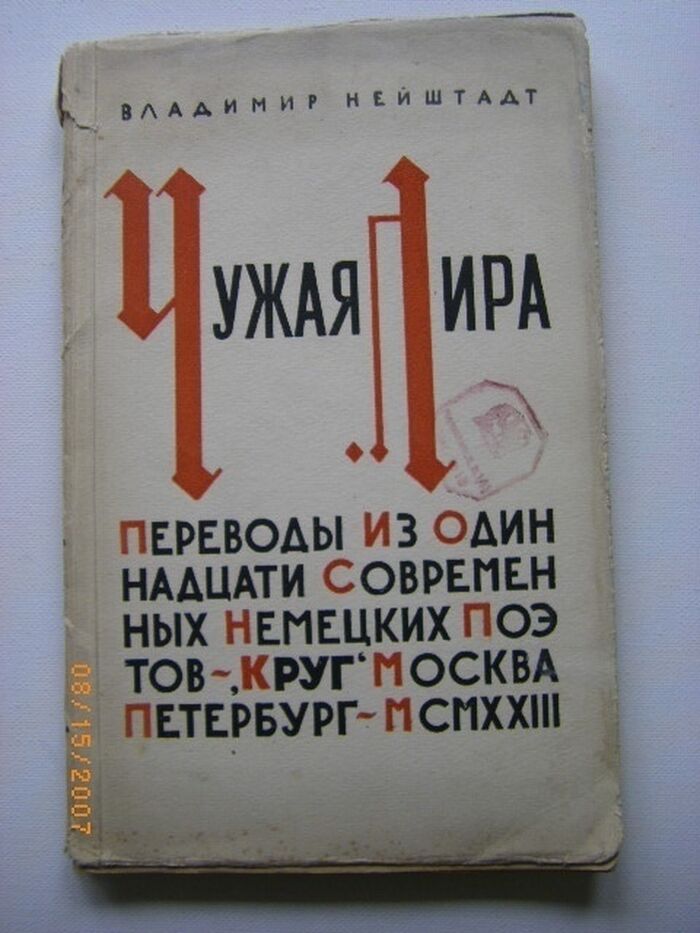 ВЛАДИМИР НЕЙШТАДТ
ЧУЖАЯ ЛИРА
ПЕРЕВОДЫ ИЗ ОДИН
НАДЦАТИ СОВРЕМЕН
НЫХ НЕМЕЦКИХ ПОЭ
ТОВ~„КРУГ‘ МОСКВА
ПЕТЕРБУРГ~МCMXXIII
08/15/2007